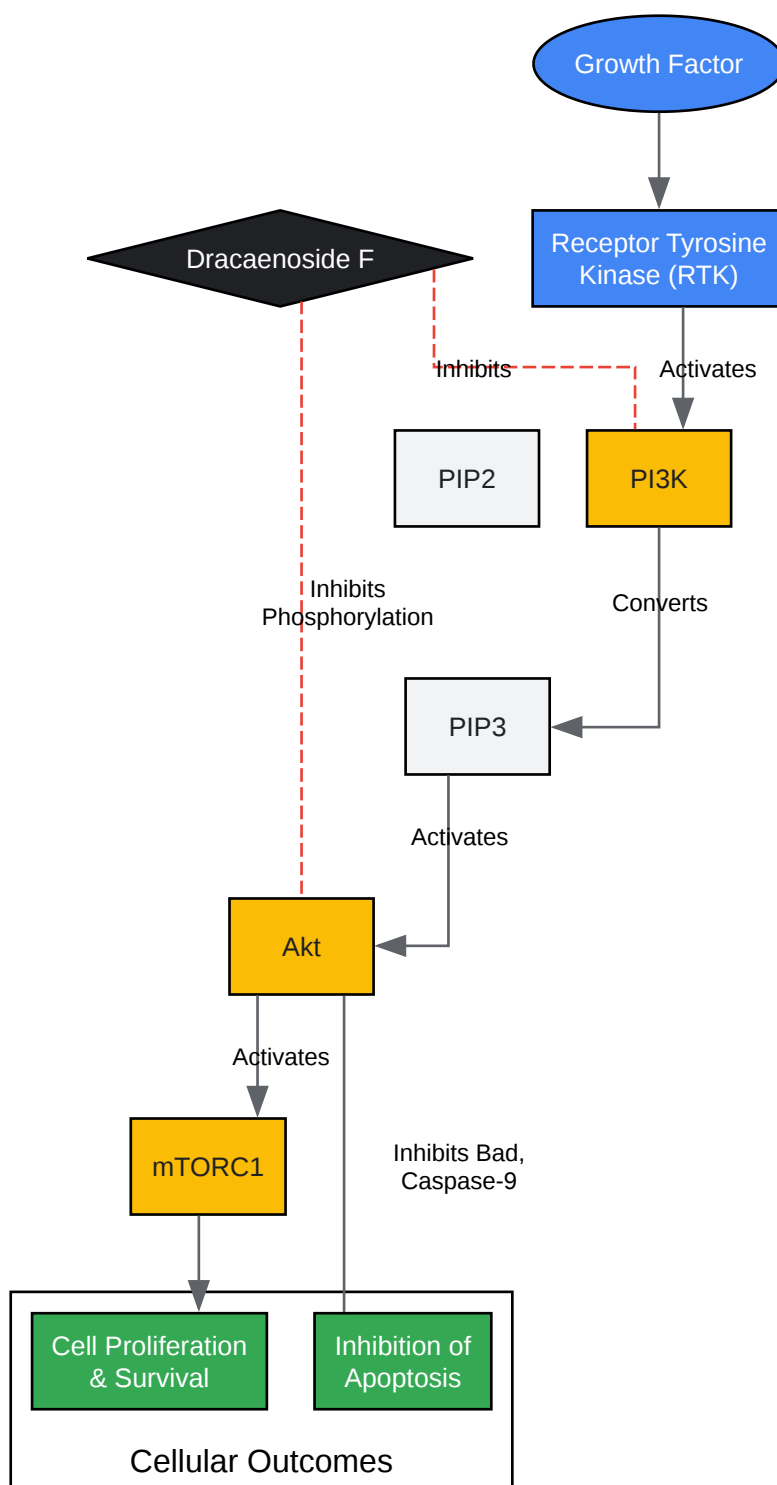 Growth Factor
Dracaenoside F
Receptor Tyrosine
Kinase (RTK)
Inhibits
Activates
PIP2
PI3K
Inhibits
Phosphorylation
Converts
PIP3
Activates
Akt
Activates
mTORC1
Inhibits Bad,
Caspase-9
Cell Proliferation
& Survival
Inhibition of
Apoptosis
Cellular Outcomes